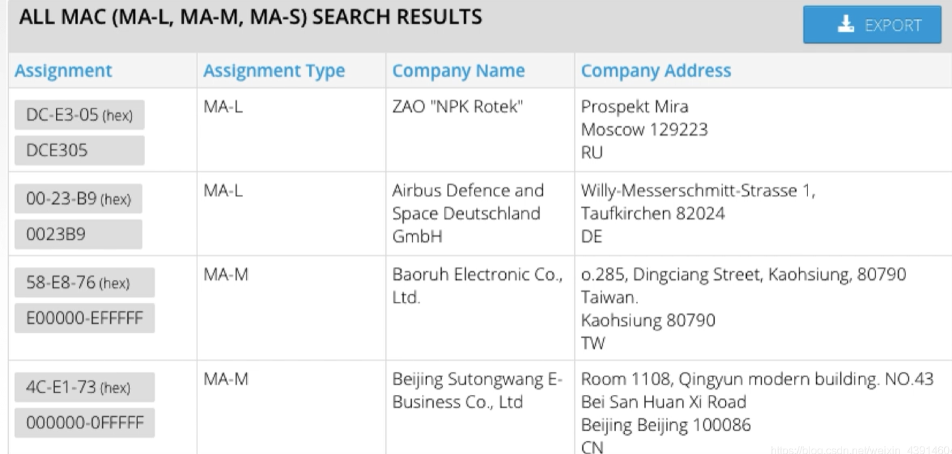 ALL MAC (MA-L, MA-M, MA-S) SEARCH RESULTS
EXPORT
Assignment
Assignment Type
Company Name
Company Address
DC-E3-05 (hex)
DCE305
MA-L
ZAO "NPK Rotek"
Prospekt Mira
Moscow 129223
RU
00-23-B9 (hex)
0023B9
MA-L
Airbus Defence and
Space Deutschland
GmbH
Willy-Messerschmitt-Strasse 1,
Taufkirchen 82024
DE
58-E8-76 (hex)
E00000-EFFFFF
MA-M
Baoruh Electronic Co.,
Ltd.
o.285, Dingciang Street, Kaohsiung, 80790
Taiwan.
Kaohsiung 80790
TW
4C-E1-73 (hex)
000000-0FFFFF
MA-M
Beijing Sutongwang E-
Business Co., Ltd
Room 1108, Qingyun modern building. NO.43
Bei San Huan Xi Road
Beijing Beijing 100086
CN